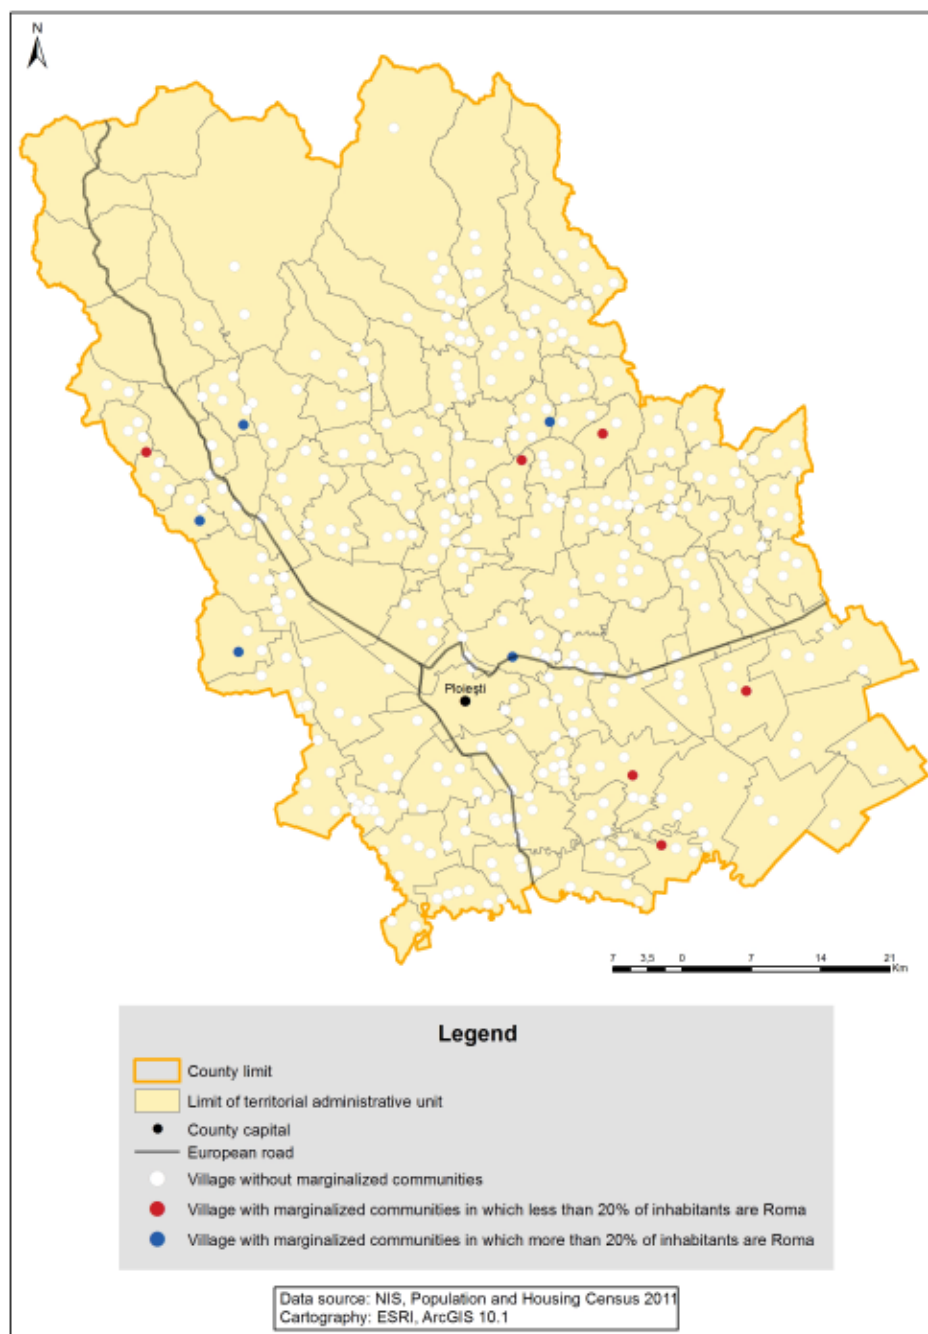 N
Ploiești
7 3,5 0 7 14 21
Km
Legend
County limit
Limit of territorial administrative unit
County capital
European road
Village without marginalized communities
Village with marginalized communities in which less than 20% of inhabitants are Roma
Village with marginalized communities in which more than 20% of inhabitants are Roma
Data source: NIS, Population and Housing Census 2011
Cartography: ESRI, ArcGIS 10.1